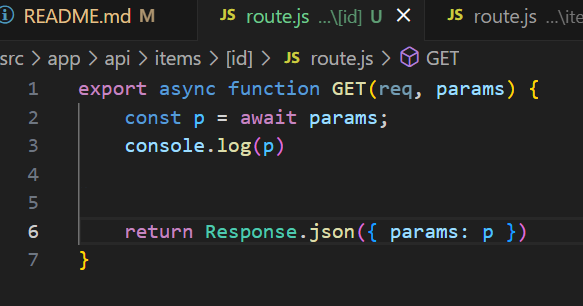 README.md M JS route.js ...\[id] U × JS route.js ...\ite
src > app > api > items > [id] > JS route.js > GET
1 export async function GET(req, params) {
2 const p = await params;
3 console.log(p)
4
5
6 return Response.json({ params: p })
7 }